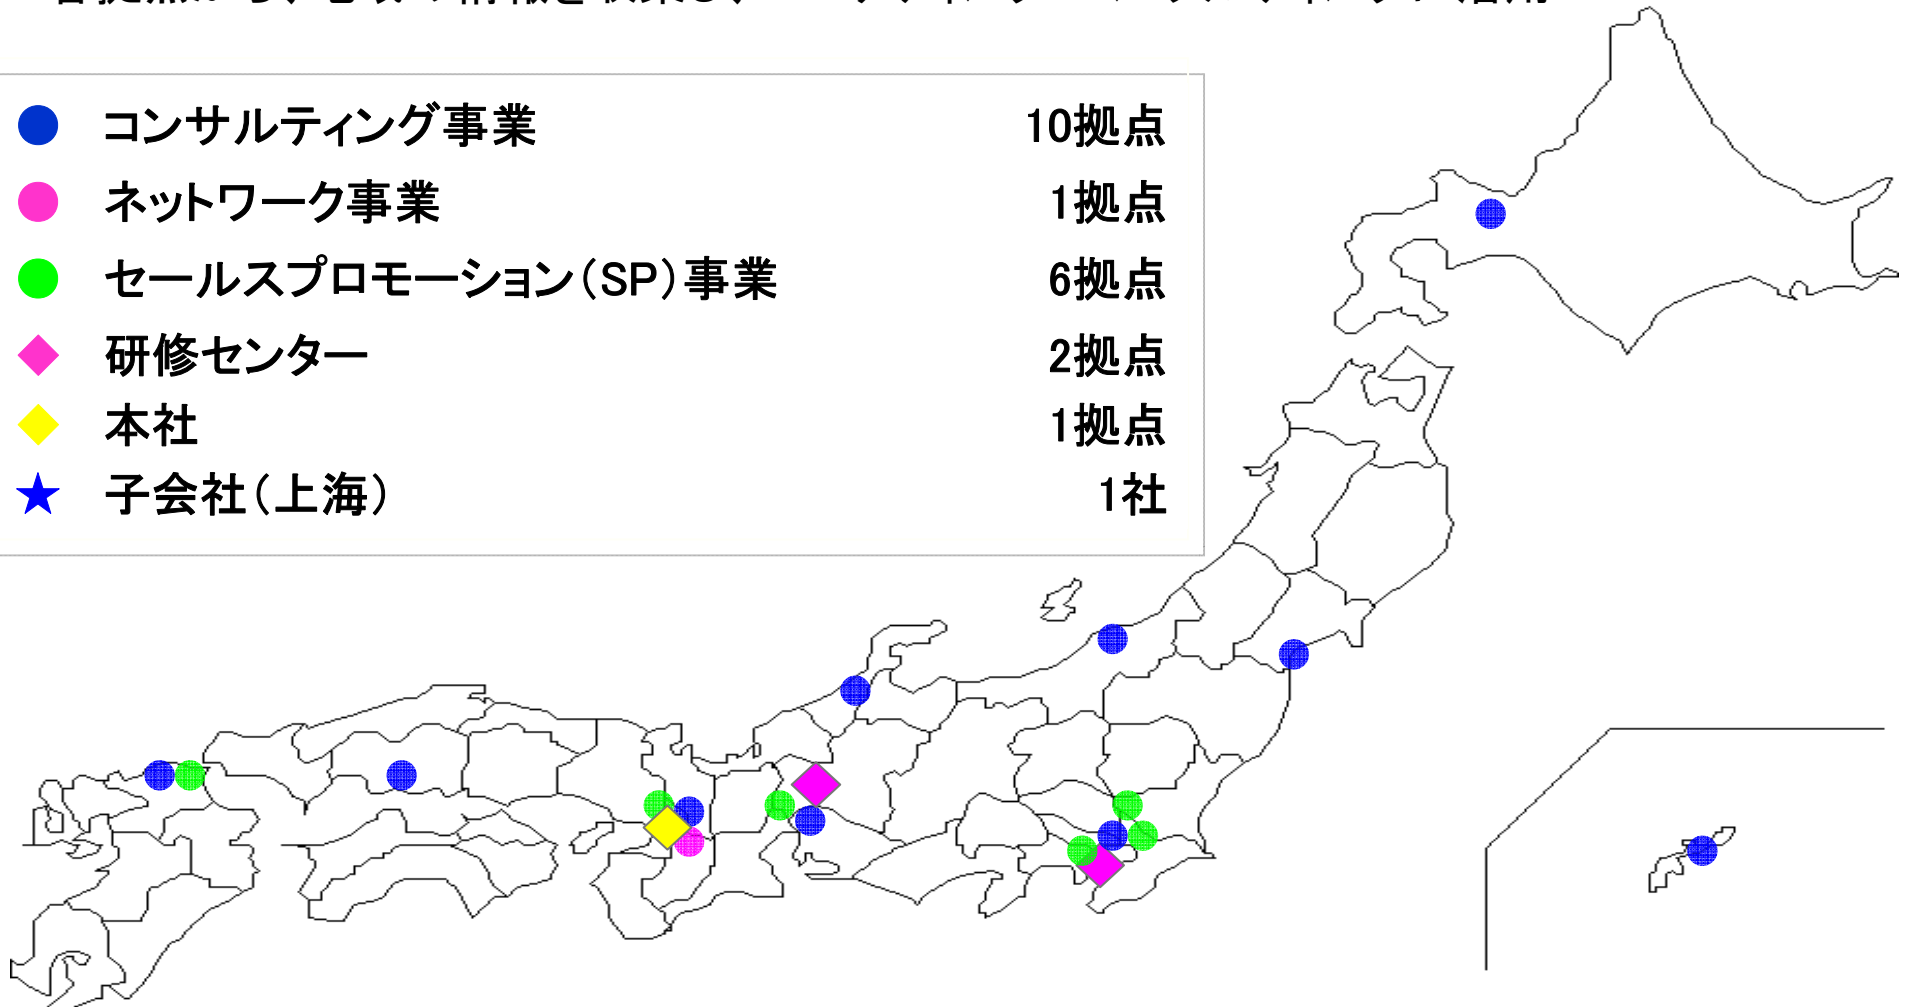 コンサルティング事業 10拠点
ネットワーク事業 1拠点
セールスプロモーション(SP)事業 6拠点
研修センター 2拠点
本社 1拠点
子会社(上海) 1社